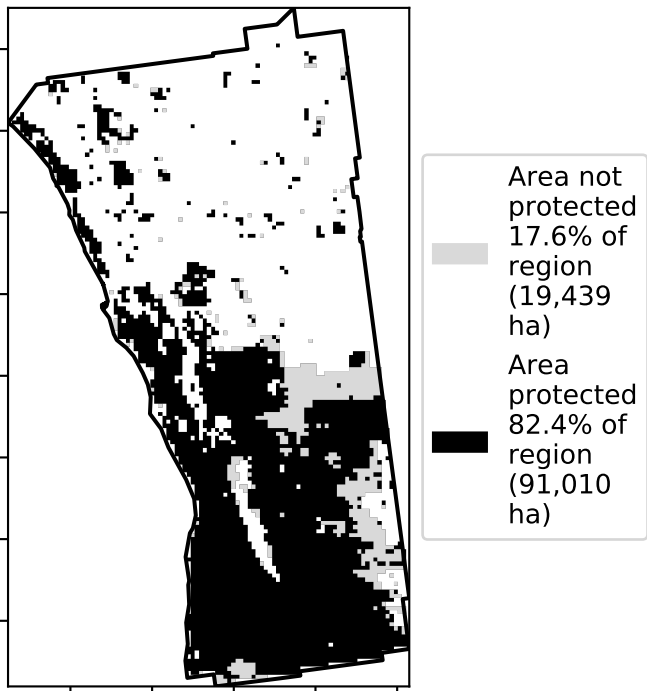 Area not
protected
17.6% of
region
(19,439
ha)
Area
protected
82.4% of
region
(91,010
ha)